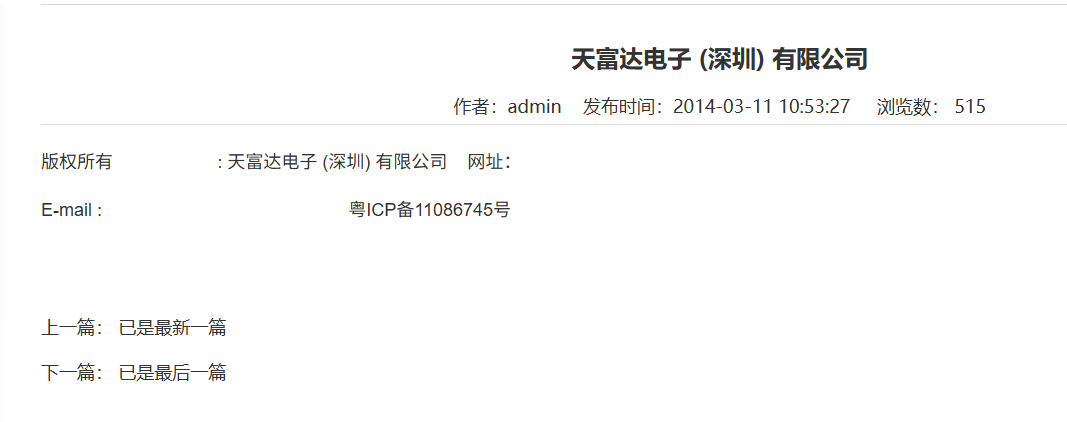 天富达电子 (深圳) 有限公司
作者：admin 发布时间：2014-03-11 10:53:27 浏览数： 515
版权所有 : 天富达电子 (深圳) 有限公司 网址：
E-mail : 粤ICP备11086745号
上一篇： 已是最新一篇
下一篇： 已是最后一篇